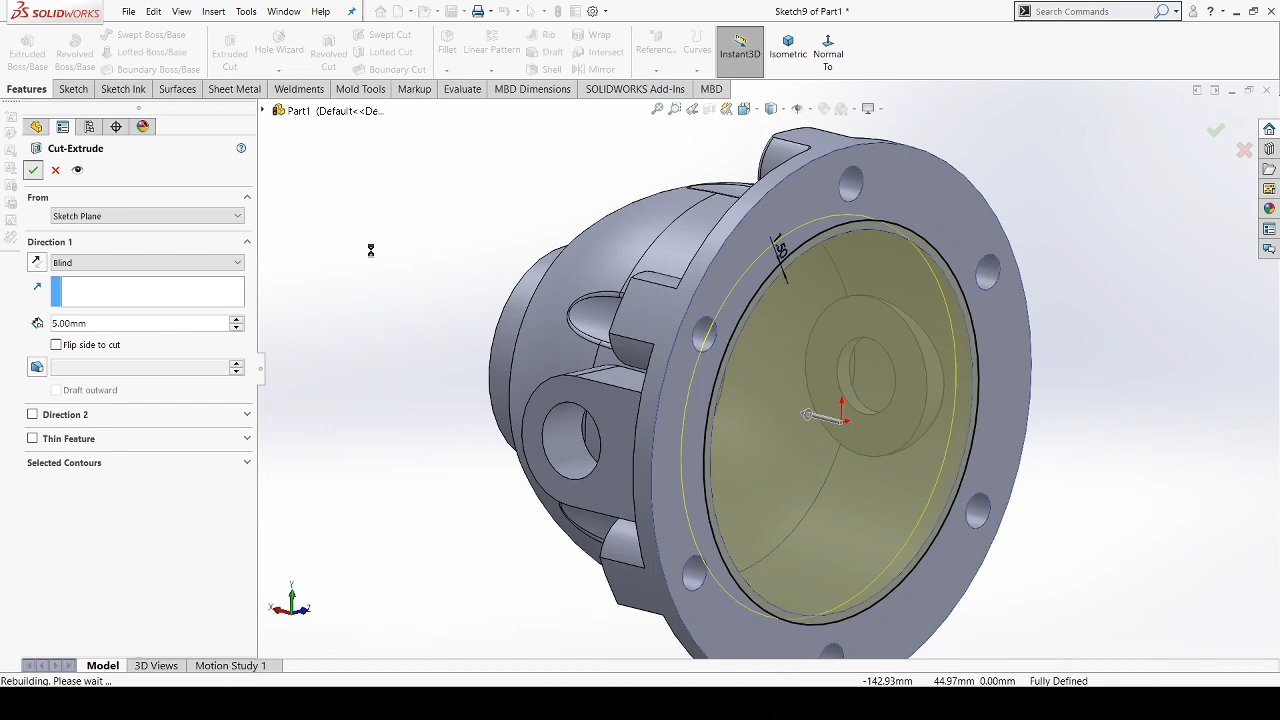 SOLIDWORKS File Edit View Insert Tools Window Help Sketch9 of Part1 * Search Commands
Extruded Boss/Base Revolved Boss/Base Swept Boss/Base Lofted Boss/Base Boundary Boss/Base Extruded Cut Hole Wizard Revolved Cut Swept Cut Lofted Cut Boundary Cut Fillet Linear Pattern Rib Draft Shell Wrap Intersect Mirror Referenc... Curves Instant3D Isometric Normal To
Features Sketch Sketch Ink Surfaces Sheet Metal Weldments Mold Tools Markup Evaluate MBD Dimensions SOLIDWORKS Add-Ins MBD
Part1 (Default<<De...
Cut-Extrude
From
Sketch Plane
Direction 1
Blind
5.00mm
Flip side to cut
Draft outward
Direction 2
Thin Feature
Selected Contours
Y
X
Z
Model 3D Views Motion Study 1
Rebuilding. Please wait ... -142.93mm 44.97mm 0.00mm Fully Defined